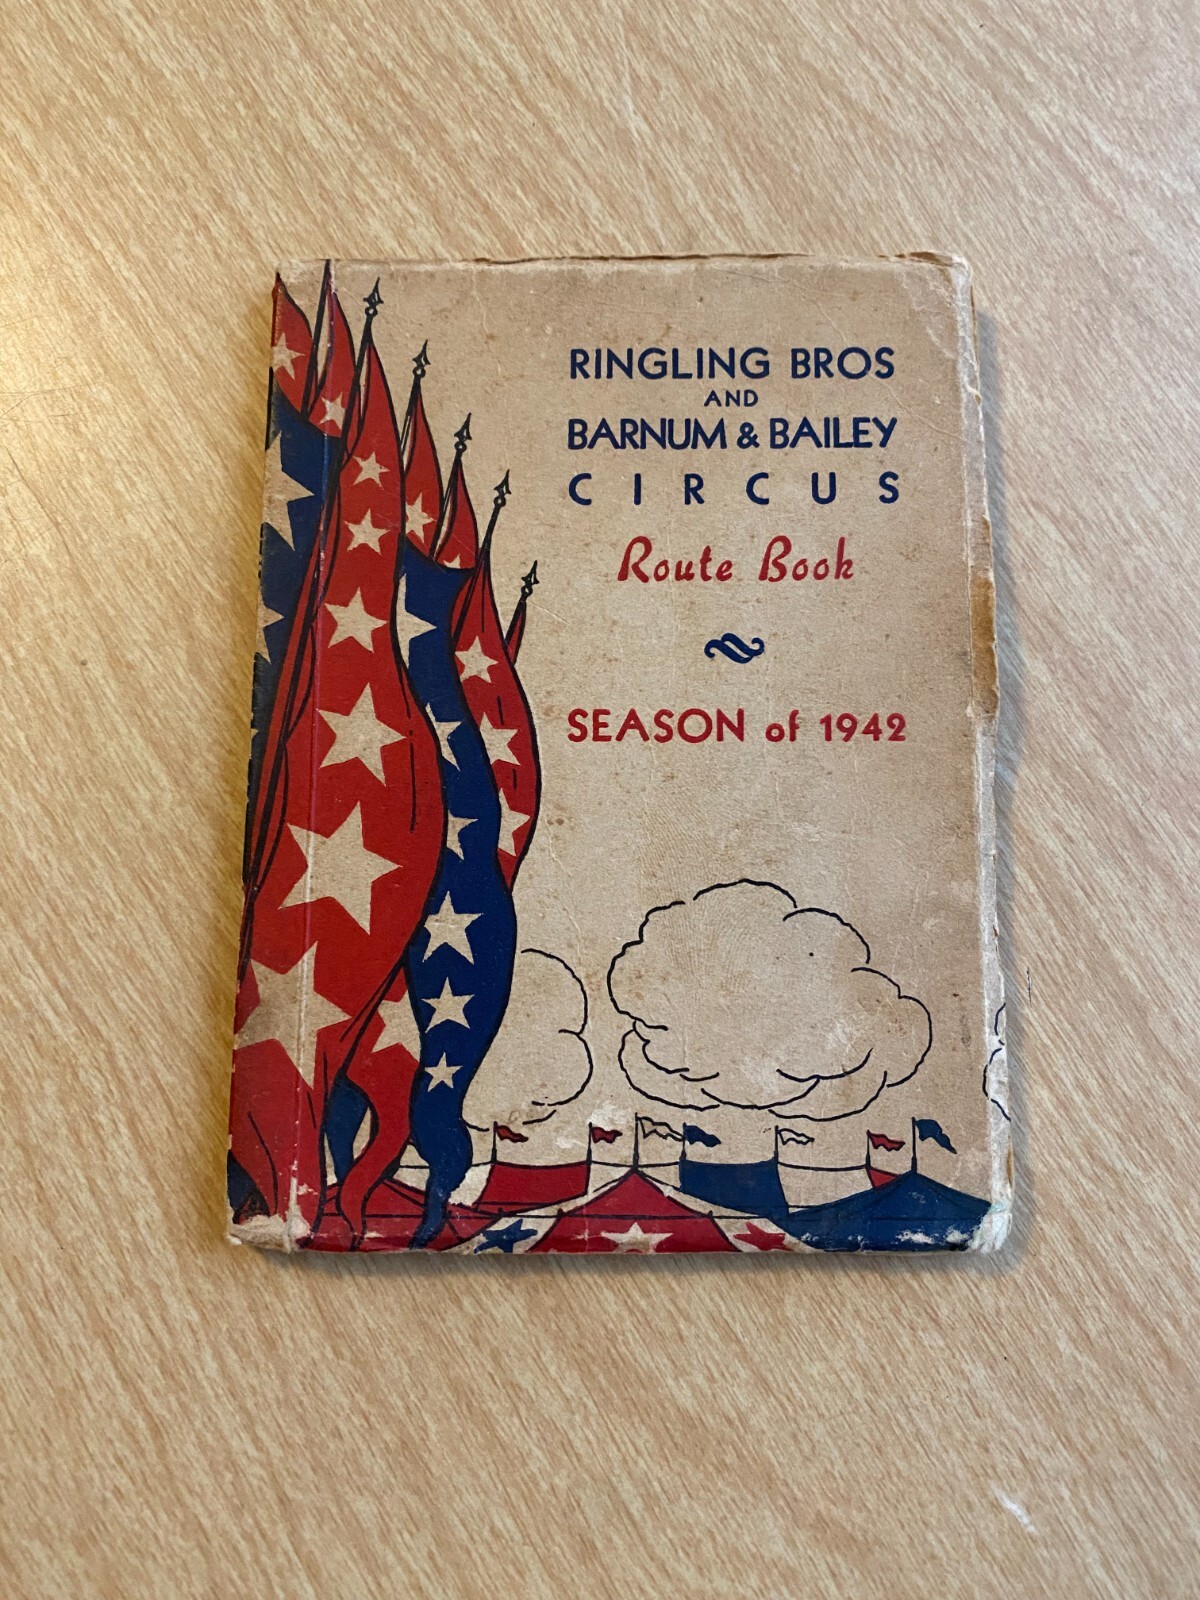 RINGLING BROS
AND
BARNUM & BAILEY
CIRCUS
Route Book
SEASON of 1942